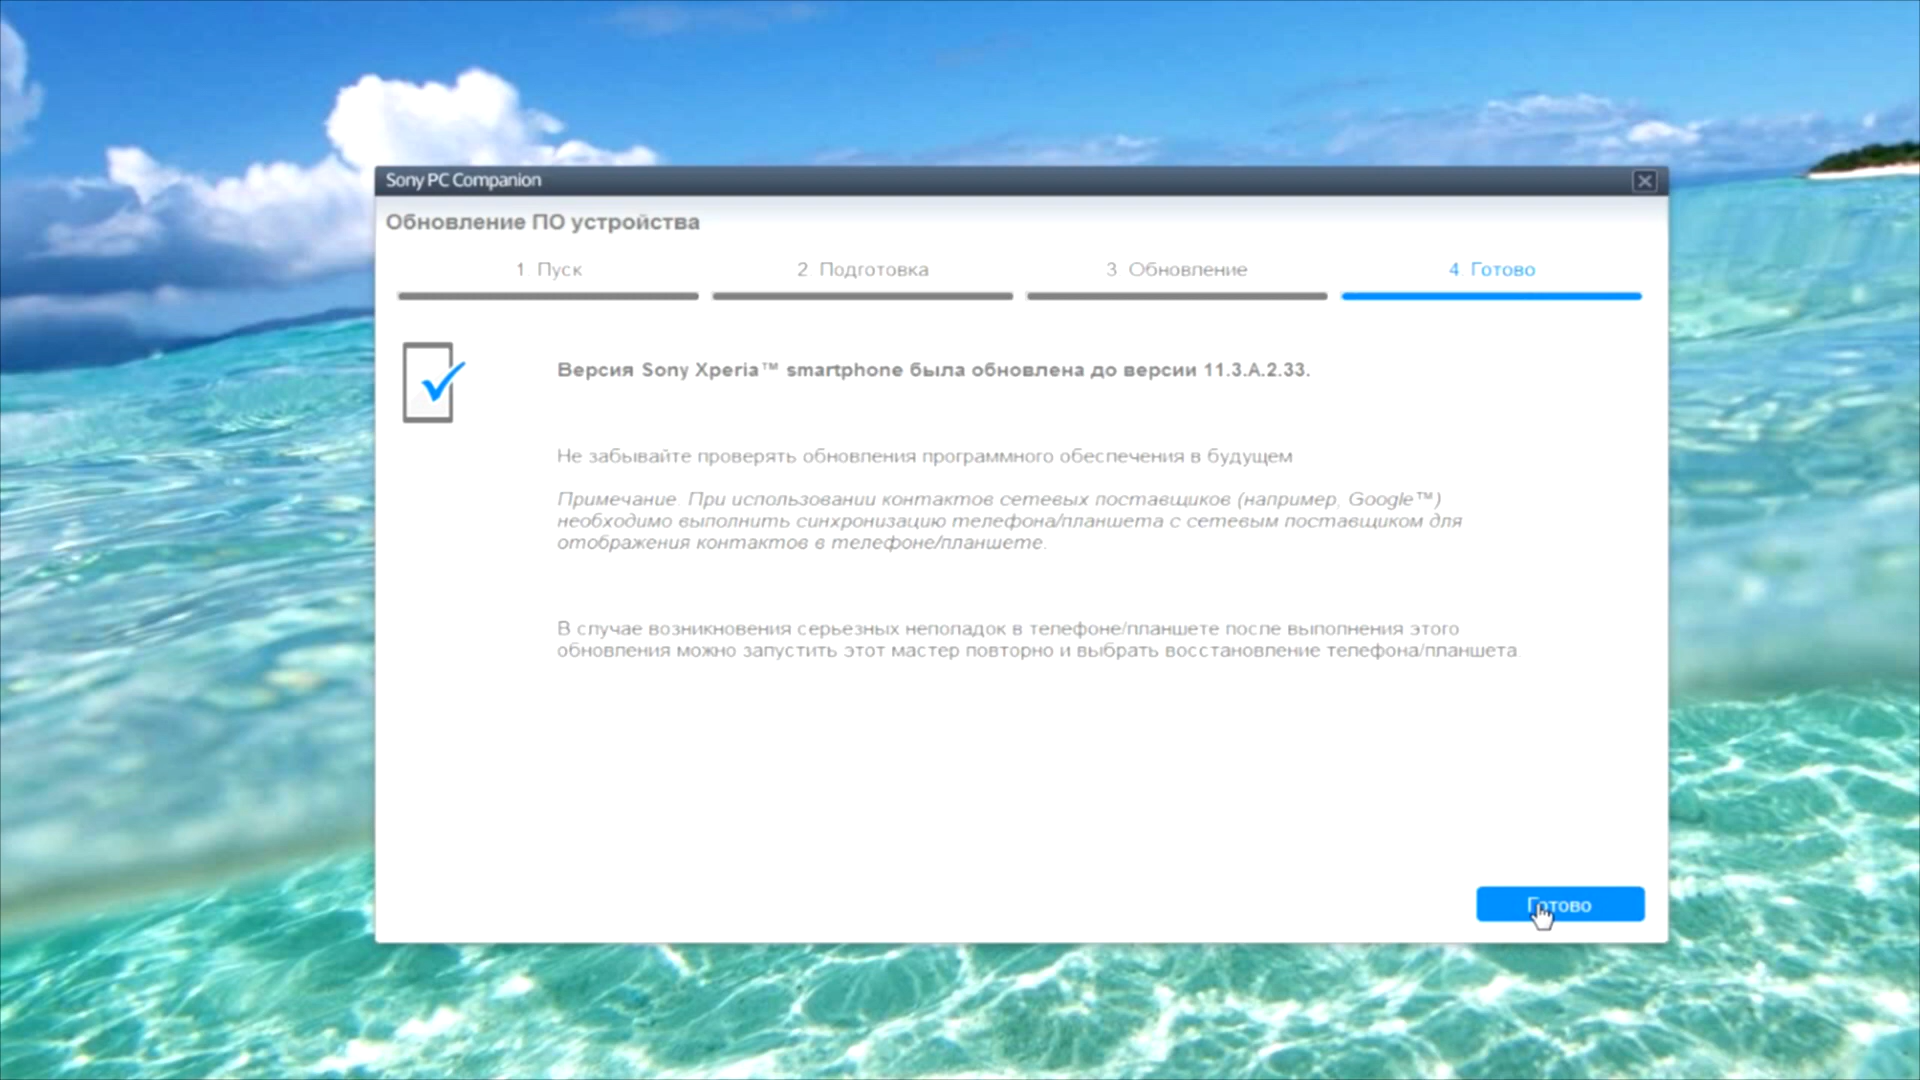 Sony PC Companion
Обновление ПО устройства
1 Пуск
2 Подготовка
3 Обновление
4 Готово
Версия Sony Xperia™ smartphone была обновлена до версии 11.3.A.2.33.
Не забывайте проверять обновления программного обеспечения в будущем
Примечание. При использовании контактов сетевых поставщиков (например, Google™)
необходимо выполнить синхронизацию телефона/планшета с сетевым поставщиком для
отображения контактов в телефоне/планшете.
В случае возникновения серьезных неполадок в телефоне/планшете после выполнения этого
обновления можно запустить этот мастер повторно и выбрать восстановление телефона/планшета.
Готово